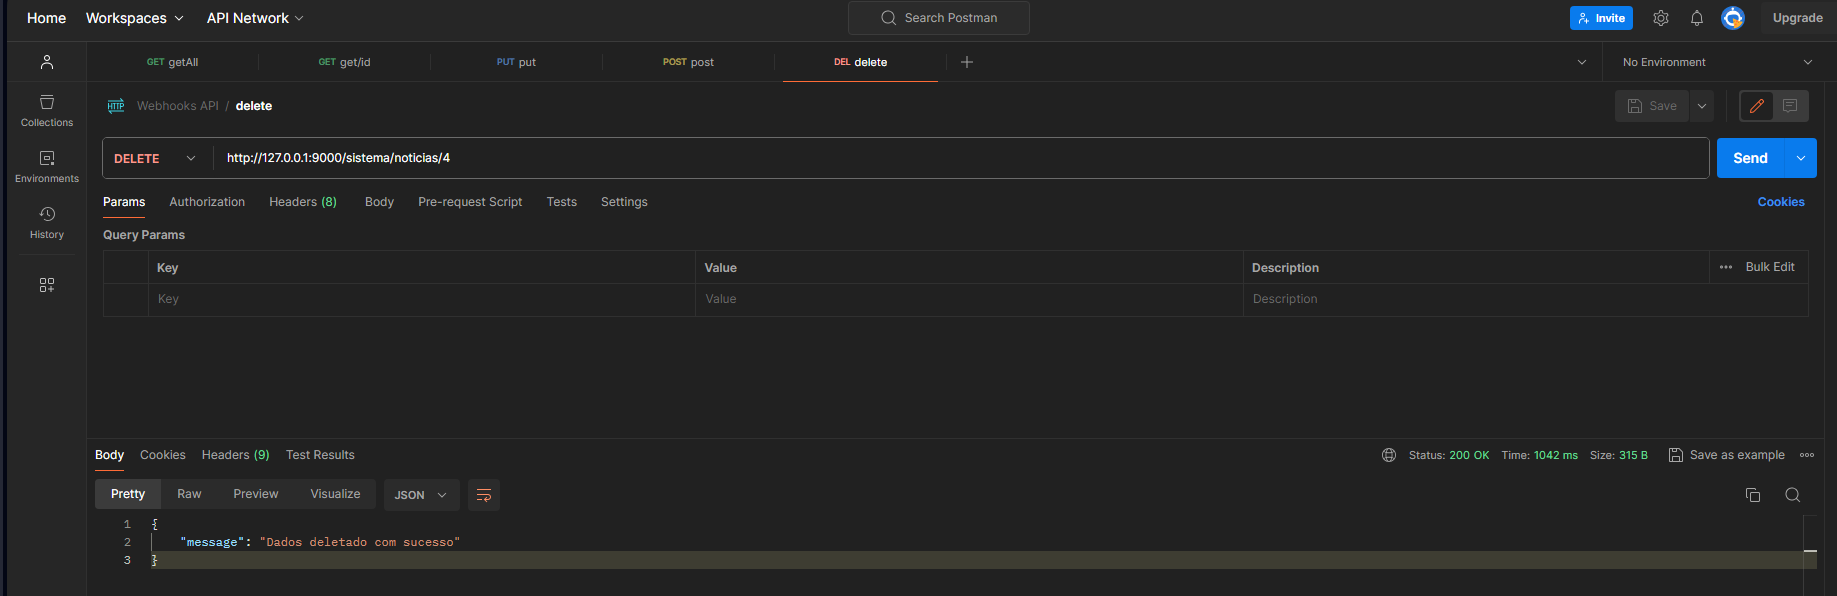 Home Workspaces API Network Search Postman Invite Upgrade
GET getAll GET get/id PUT put POST post DEL delete No Environment
HTTP Webhooks API / delete Save
Collections
DELETE http://127.0.0.1:9000/sistema/noticias/4 Send
Environments
Params Authorization Headers (8) Body Pre-request Script Tests Settings Cookies
History
Query Params
Key Value Description Bulk Edit
Key Value Description
Body Cookies Headers (9) Test Results Status: 200 OK Time: 1042 ms Size: 315 B Save as example
Pretty Raw Preview Visualize JSON
1 {
2 "message": "Dados deletado com sucesso"
3 }